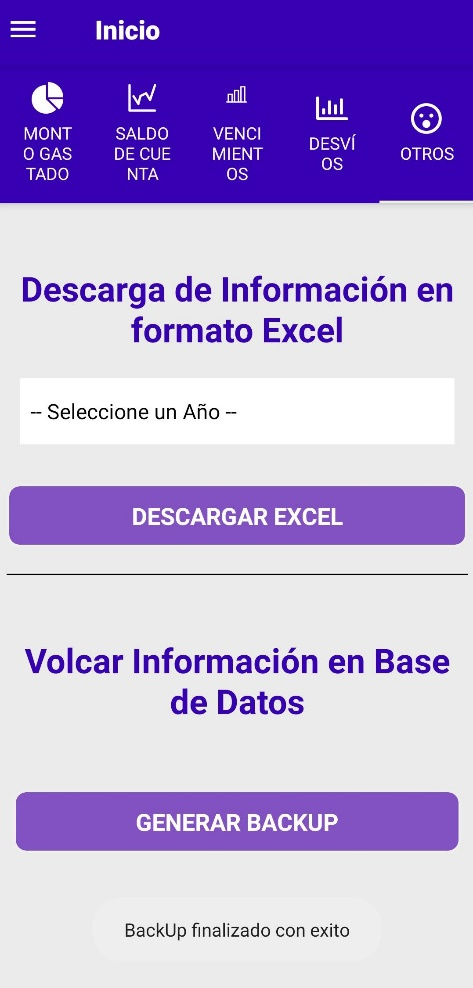 Inicio
MONT
O GAS
TADO
SALDO
DE CUE
NTA
VENCI
MIENT
OS
DESVÍ
OS
OTROS
Descarga de Información en
formato Excel
-- Seleccione un Año --
DESCARGAR EXCEL
Volcar Información en Base
de Datos
GENERAR BACKUP
BackUp finalizado con exito